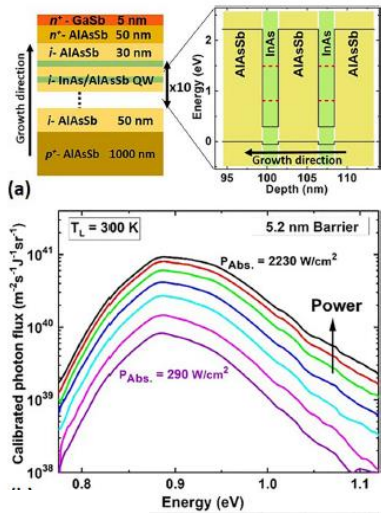 n⁺- GaSb 5 nm
n⁺- AlAsSb 50 nm
i- AlAsSb 30 nm
i- InAs/AlAsSb QW
x10
i- AlAsSb 50 nm
p⁺- AlAsSb 1000 nm
Growth direction
(a)
Energy (eV)
2
1
0
AlAsSb
InAs
AlAsSb
InAs
AlAsSb
Growth direction
95 100 105 110
Depth (nm)
Calibrated photon flux (m⁻²s⁻¹J⁻¹sr⁻¹)
10⁴¹
10⁴⁰
10³⁹
10³⁸
T_L = 300 K
5.2 nm Barrier
P_Abs. = 2230 W/cm²
Power
P_Abs. = 290 W/cm²
0.8 0.9 1.0 1.1
Energy (eV)